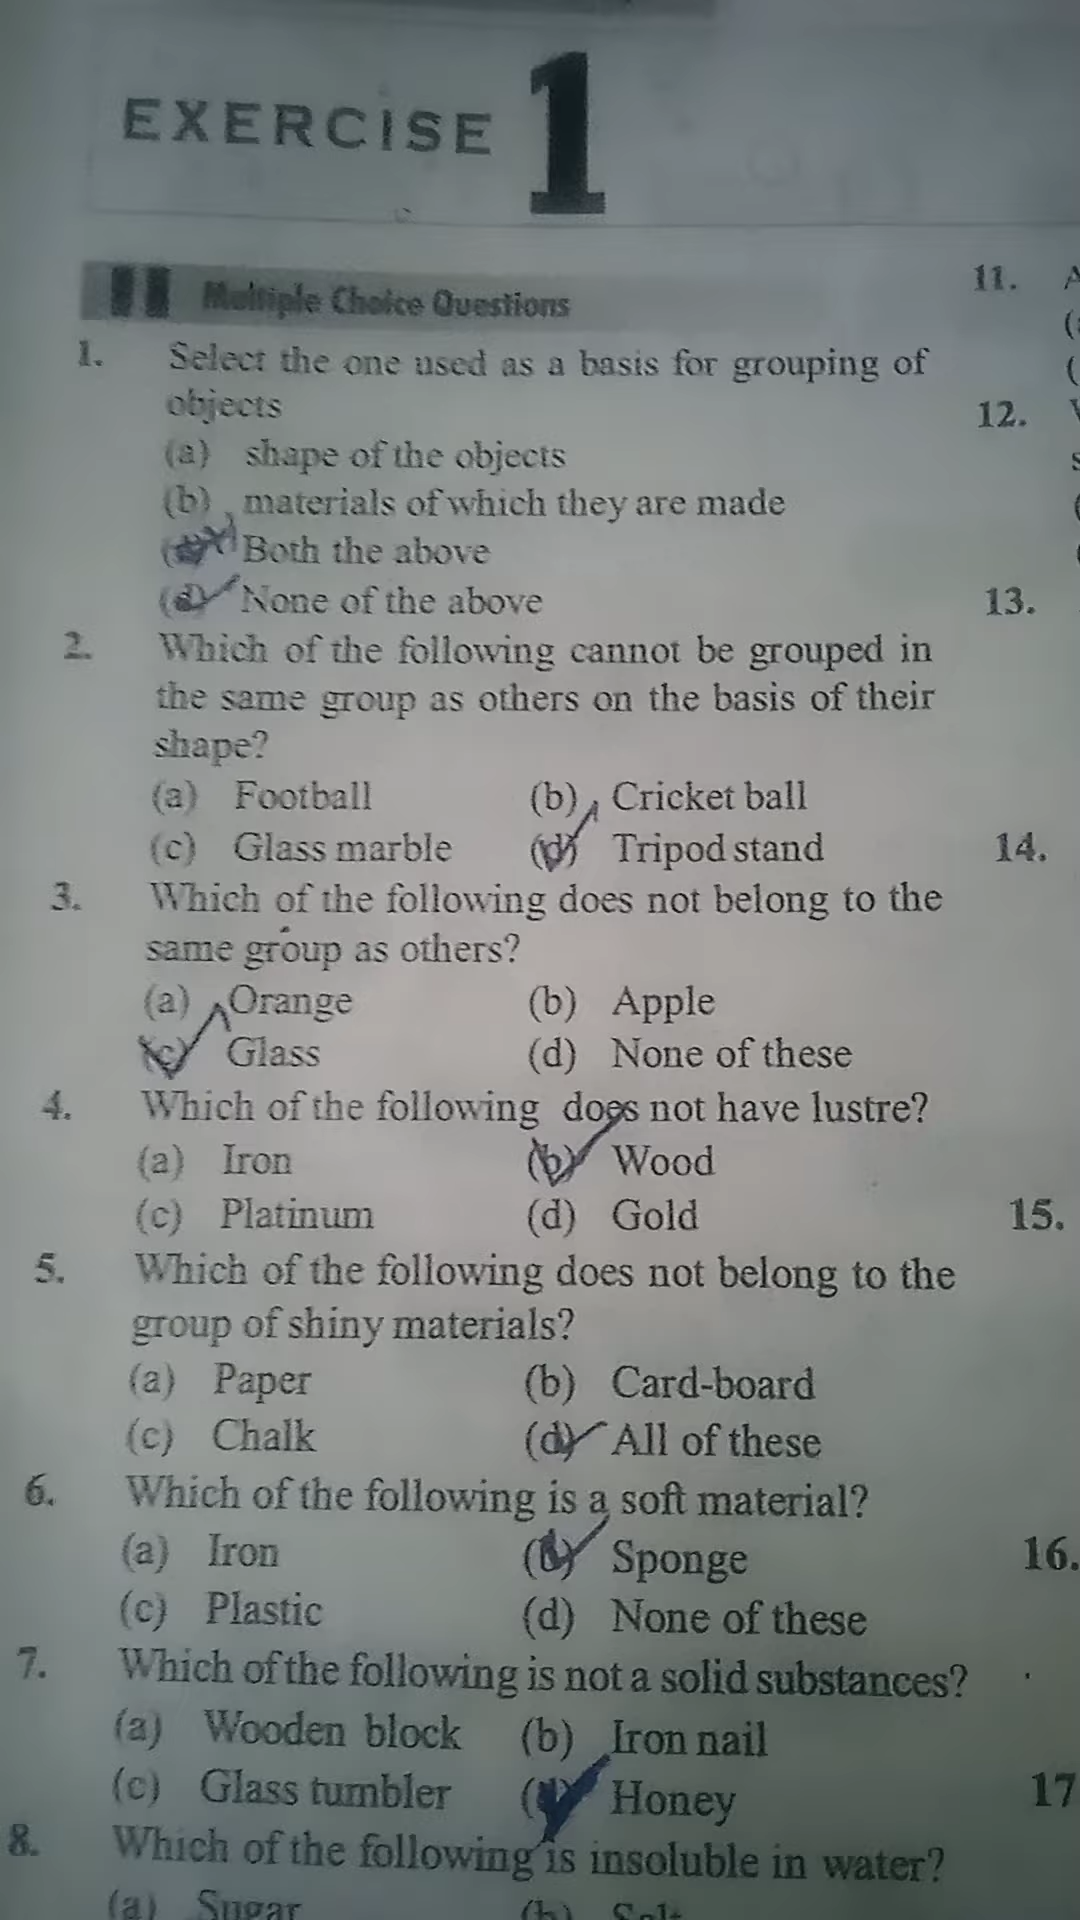 EXERCISE 1
Multiple Choice Questions
1. Select the one used as a basis for grouping of
objects
(a) shape of the objects
(b) materials of which they are made
Both the above
(d) None of the above
2. Which of the following cannot be grouped in
the same group as others on the basis of their
shape?
(a) Football (b) Cricket ball
(c) Glass marble (d) Tripod stand
3. Which of the following does not belong to the
same group as others?
(a) Orange (b) Apple
(c) Glass (d) None of these
4. Which of the following does not have lustre?
(a) Iron (b) Wood
(c) Platinum (d) Gold
5. Which of the following does not belong to the
group of shiny materials?
(a) Paper (b) Card-board
(c) Chalk (d) All of these
6. Which of the following is a soft material?
(a) Iron (b) Sponge
(c) Plastic (d) None of these
7. Which of the following is not a solid substances?
(a) Wooden block (b) Iron nail
(c) Glass tumbler (d) Honey
8. Which of the following is insoluble in water?
(a) Sugar (b) Salt
11. A
12.
13.
14.
15.
16.
17